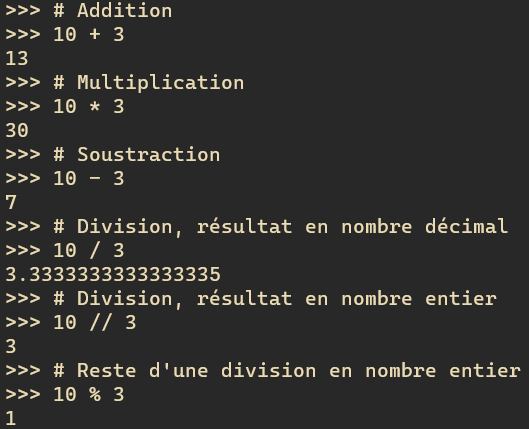 >>> # Addition
>>> 10 + 3
13
>>> # Multiplication
>>> 10 * 3
30
>>> # Soustraction
>>> 10 - 3
7
>>> # Division, résultat en nombre décimal
>>> 10 / 3
3.3333333333333335
>>> # Division, résultat en nombre entier
>>> 10 // 3
3
>>> # Reste d'une division en nombre entier
>>> 10 % 3
1